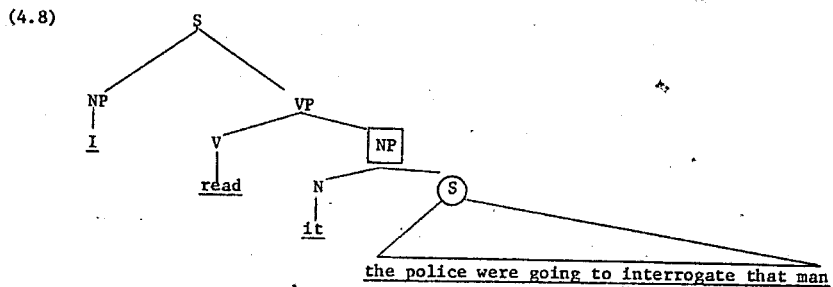 (4.8)
S
NP VP
I V NP
read N S
it
the police were going to interrogate that man